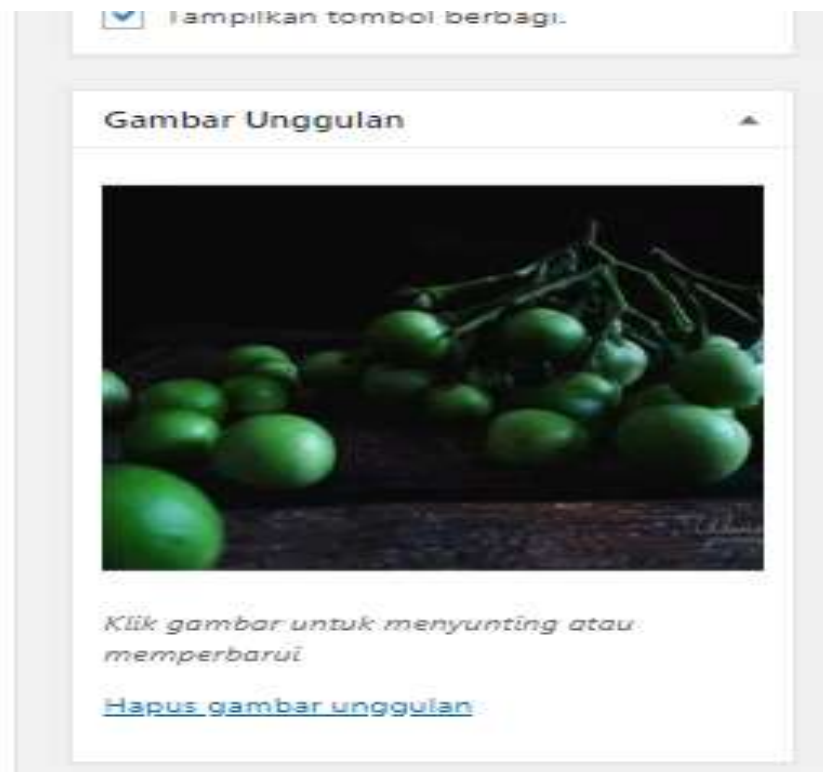 Tampilkan tombol berbagi.
Gambar Unggulan
Klik gambar untuk menyunting atau
memperbarui
Hapus gambar unggulan